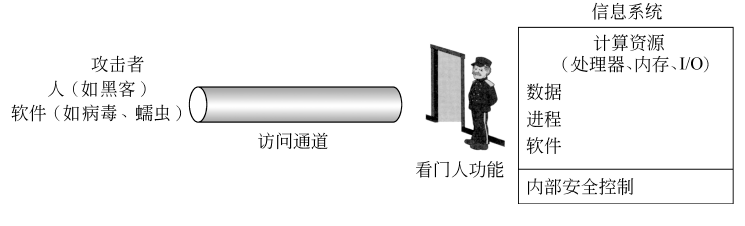 信息系统
攻击者
人（如黑客）
软件（如病毒、蠕虫）
访问通道
看门人功能
计算资源
（处理器、内存、I/O）
数据
进程
软件
内部安全控制